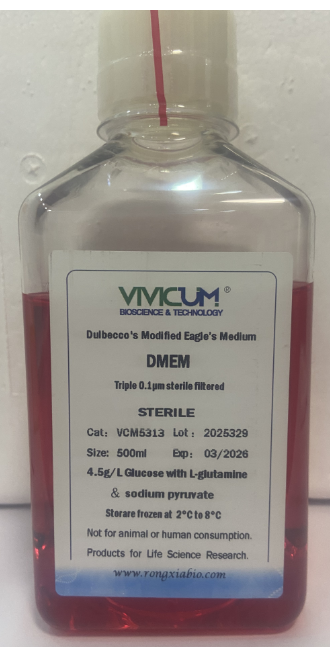 VIVICUM®
BIOSCIENCE & TECHNOLOGY
Dulbecco's Modified Eagle's Medium
DMEM
Triple 0.1μm sterile filtered
STERILE
Cat: VCM5313 Lot: 2025329
Size: 500ml Exp: 03/2026
4.5g/L Glucose with L-glutamine
& sodium pyruvate
Storare frozen at 2°C to 8°C
Not for animal or human consumption.
Products for Life Science Research.
www.rongxiabio.com